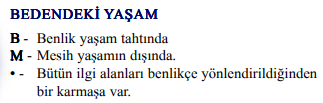 BEDENDEKİ YAŞAM
B - Benlik yaşam tahtında
M - Mesih yaşamın dışında.
• - Bütün ilgi alanları benlikçe yönlendirildiğinden
bir karmaşa var.